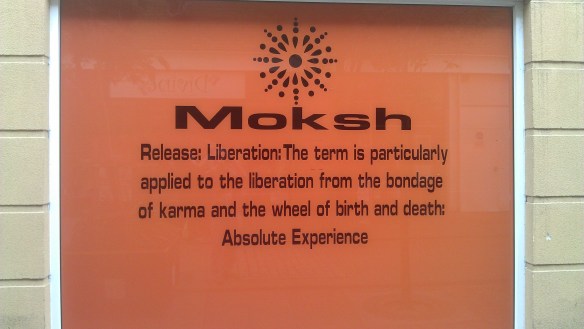 Moksh
Release: Liberation: The term is particularly
applied to the liberation from the bondage
of karma and the wheel of birth and death:
Absolute Experience